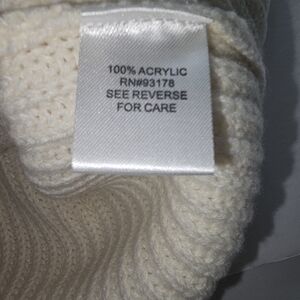 100% ACRYLIC
RN#93178
SEE REVERSE
FOR CARE